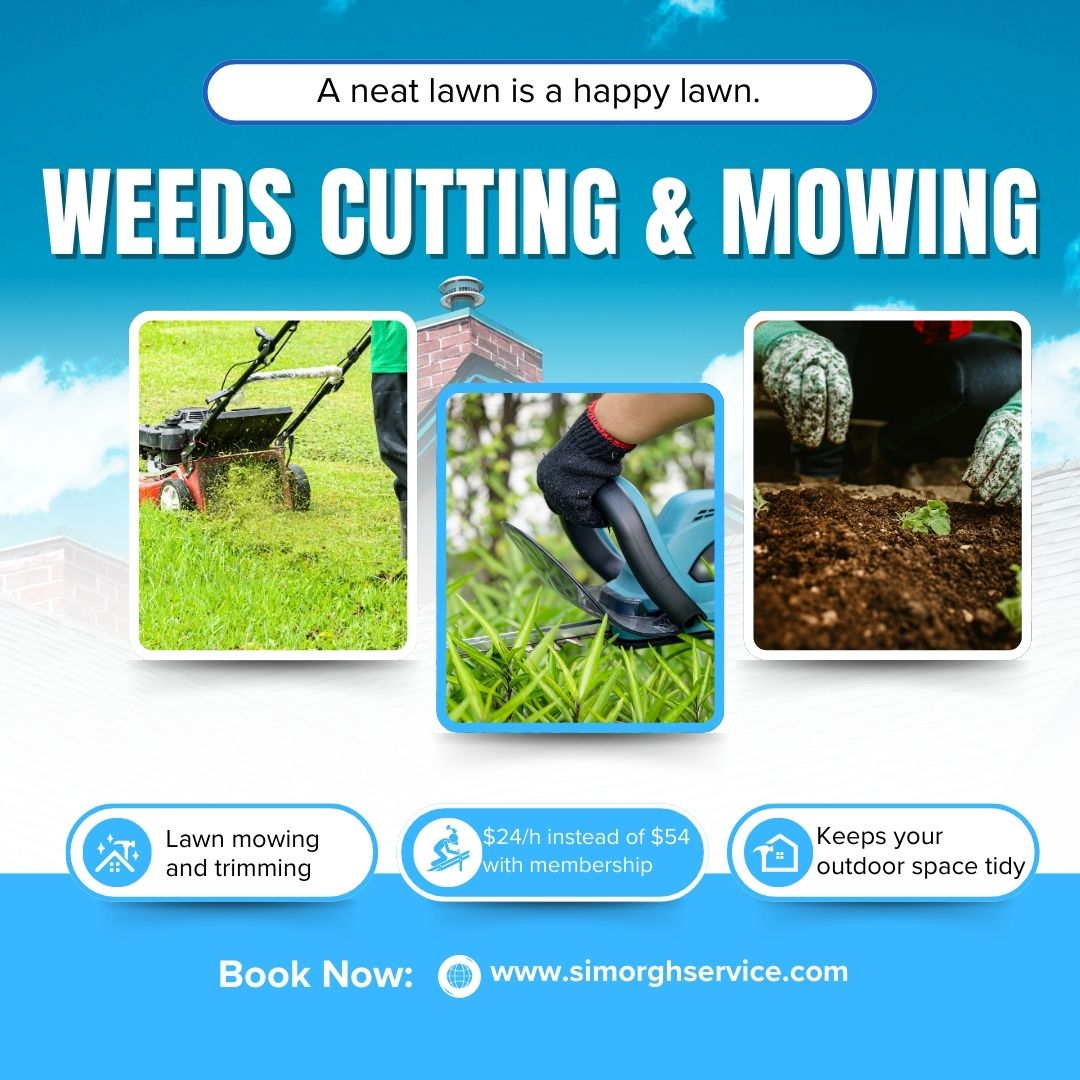 A neat lawn is a happy lawn.
WEEDS CUTTING & MOWING
Lawn mowing
and trimming
$24/h instead of $54
with membership
Keeps your
outdoor space tidy
Book Now:
www.simorghservice.com